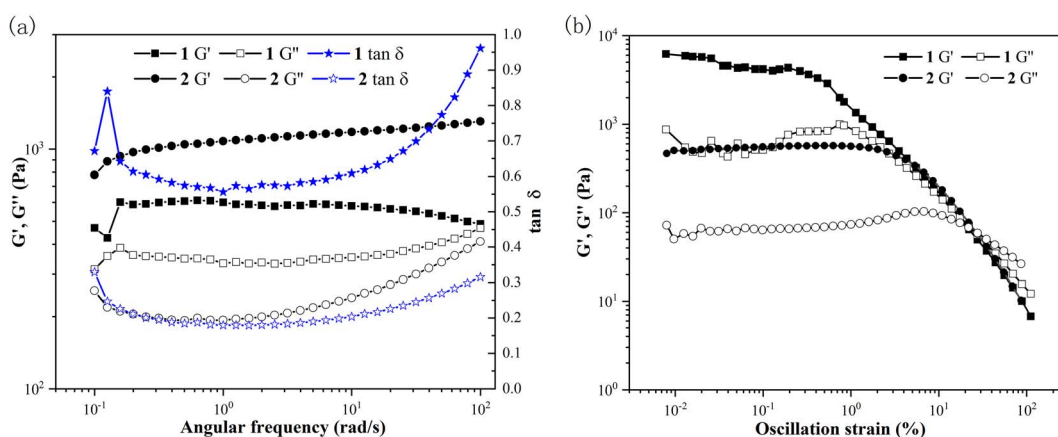 (a)
1 G' 1 G'' 1 tan δ
2 G' 2 G'' 2 tan δ
G', G'' (Pa)
10³
10²
tan δ
1.0
0.9
0.8
0.7
0.6
0.5
0.4
0.3
0.2
0.1
0.0
10⁻¹ 10⁰ 10¹ 10²
Angular frequency (rad/s)
(b)
1 G' 1 G''
2 G' 2 G''
G', G'' (Pa)
10⁴
10³
10²
10¹
10⁰
10⁻² 10⁻¹ 10⁰ 10¹ 10²
Oscillation strain (%)